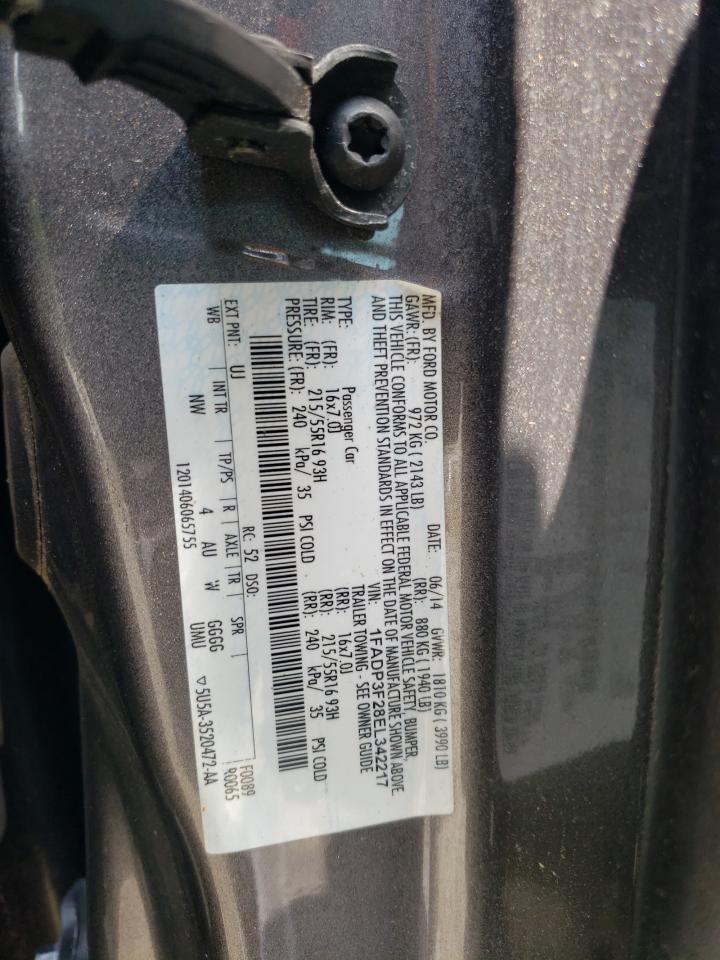 MFD. BY FORD MOTOR CO. DATE: 06/14 GVWR: 1810 KG ( 3990 LB)
GAWR: (FR): 972 KG ( 2143 LB) (RR): 880 KG ( 1940 LB)
THIS VEHICLE CONFORMS TO ALL APPLICABLE FEDERAL MOTOR VEHICLE SAFETY, BUMPER,
AND THEFT PREVENTION STANDARDS IN EFFECT ON THE DATE OF MANUFACTURE SHOWN ABOVE.
VIN: 1FADP3F28EL342217
TYPE: Passenger Car TRAILER TOWING - SEE OWNER GUIDE
RIM: (FR): 16x7.0J (RR): 16x7.0J
TIRE: (FR): 215/55R16 93H (RR): 215/55R16 93H
PRESSURE: (FR): 240 kPa/ 35 PSI COLD (RR): 240 kPa/ 35 PSI COLD
EXT PNT: UJ RC: 52 DSO: F0089
R0065
WB INT TR TP/PS R AXLE TR SPR
NW 4 AU W GGGG
UMU
1201406065755 ▽5U5A-3520472-AA